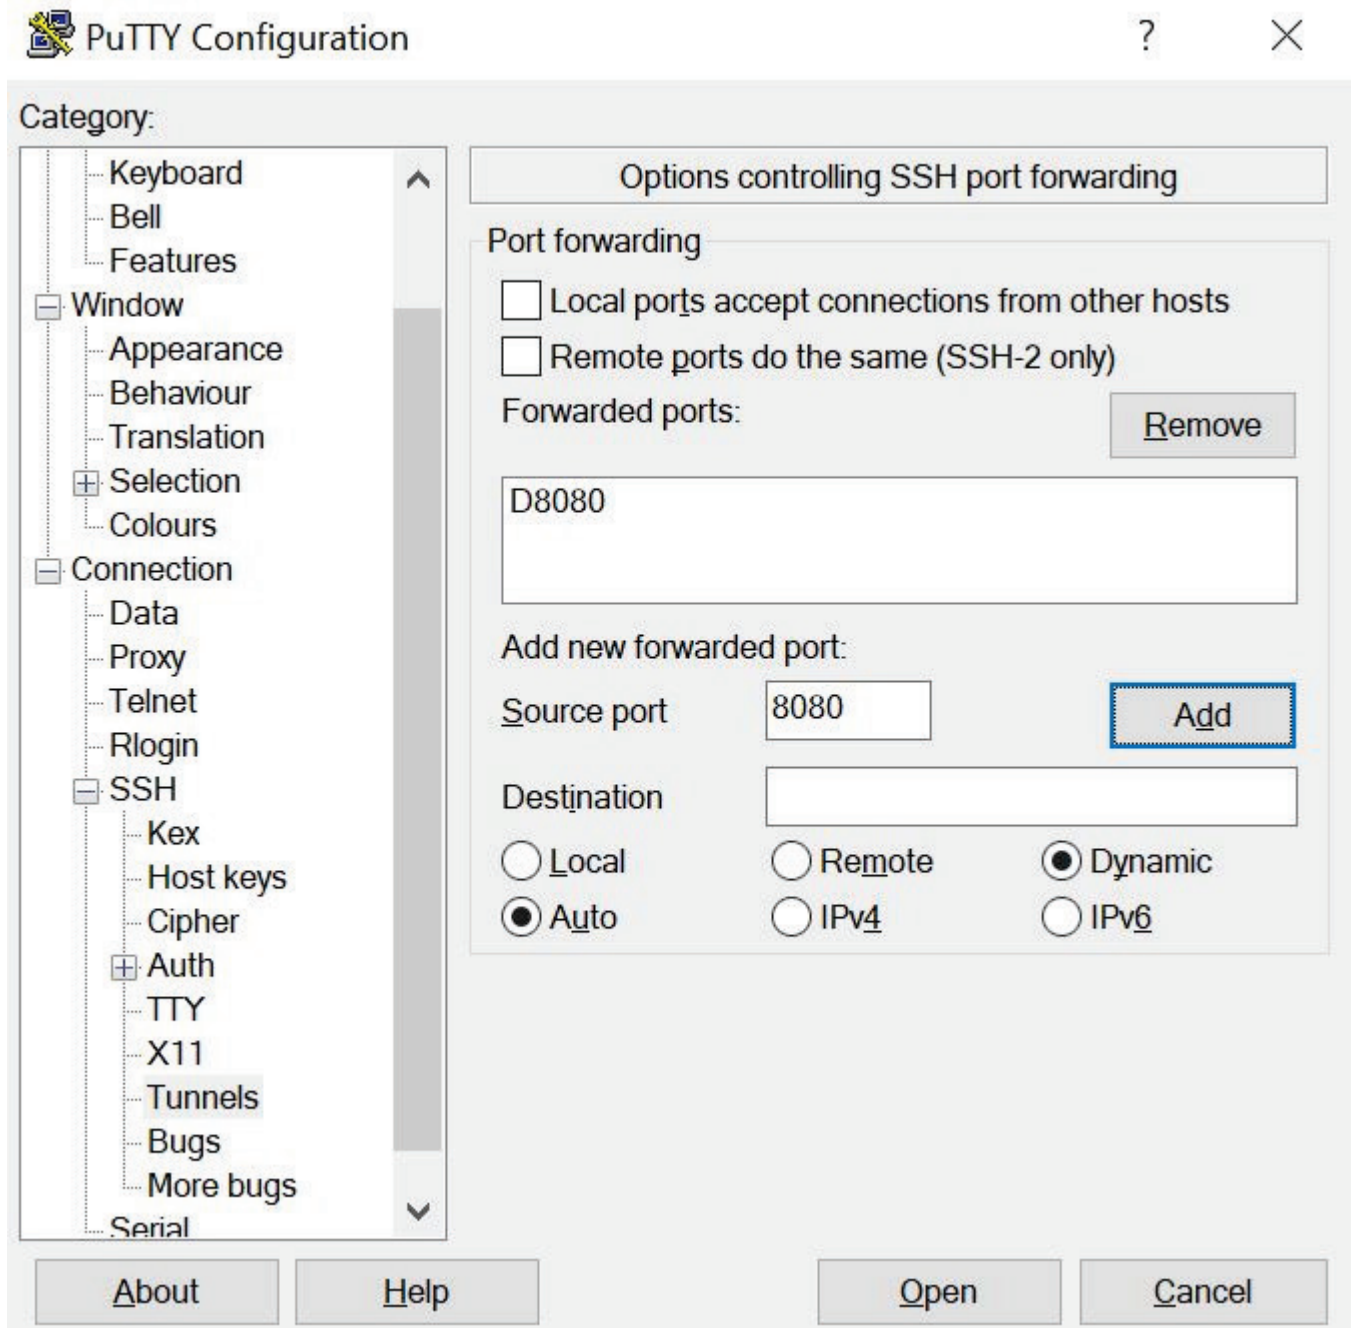 PuTTY Configuration
Category:
Keyboard
Bell
Features
Window
Appearance
Behaviour
Translation
Selection
Colours
Connection
Data
Proxy
Telnet
Rlogin
SSH
Kex
Host keys
Cipher
Auth
TTY
X11
Tunnels
Bugs
More bugs
Serial
Options controlling SSH port forwarding
Port forwarding
Local ports accept connections from other hosts
Remote ports do the same (SSH-2 only)
Forwarded ports:
Remove
D8080
Add new forwarded port:
Source port 8080 Add
Destination
Local Remote Dynamic
Auto IPv4 IPv6
About Help Open Cancel